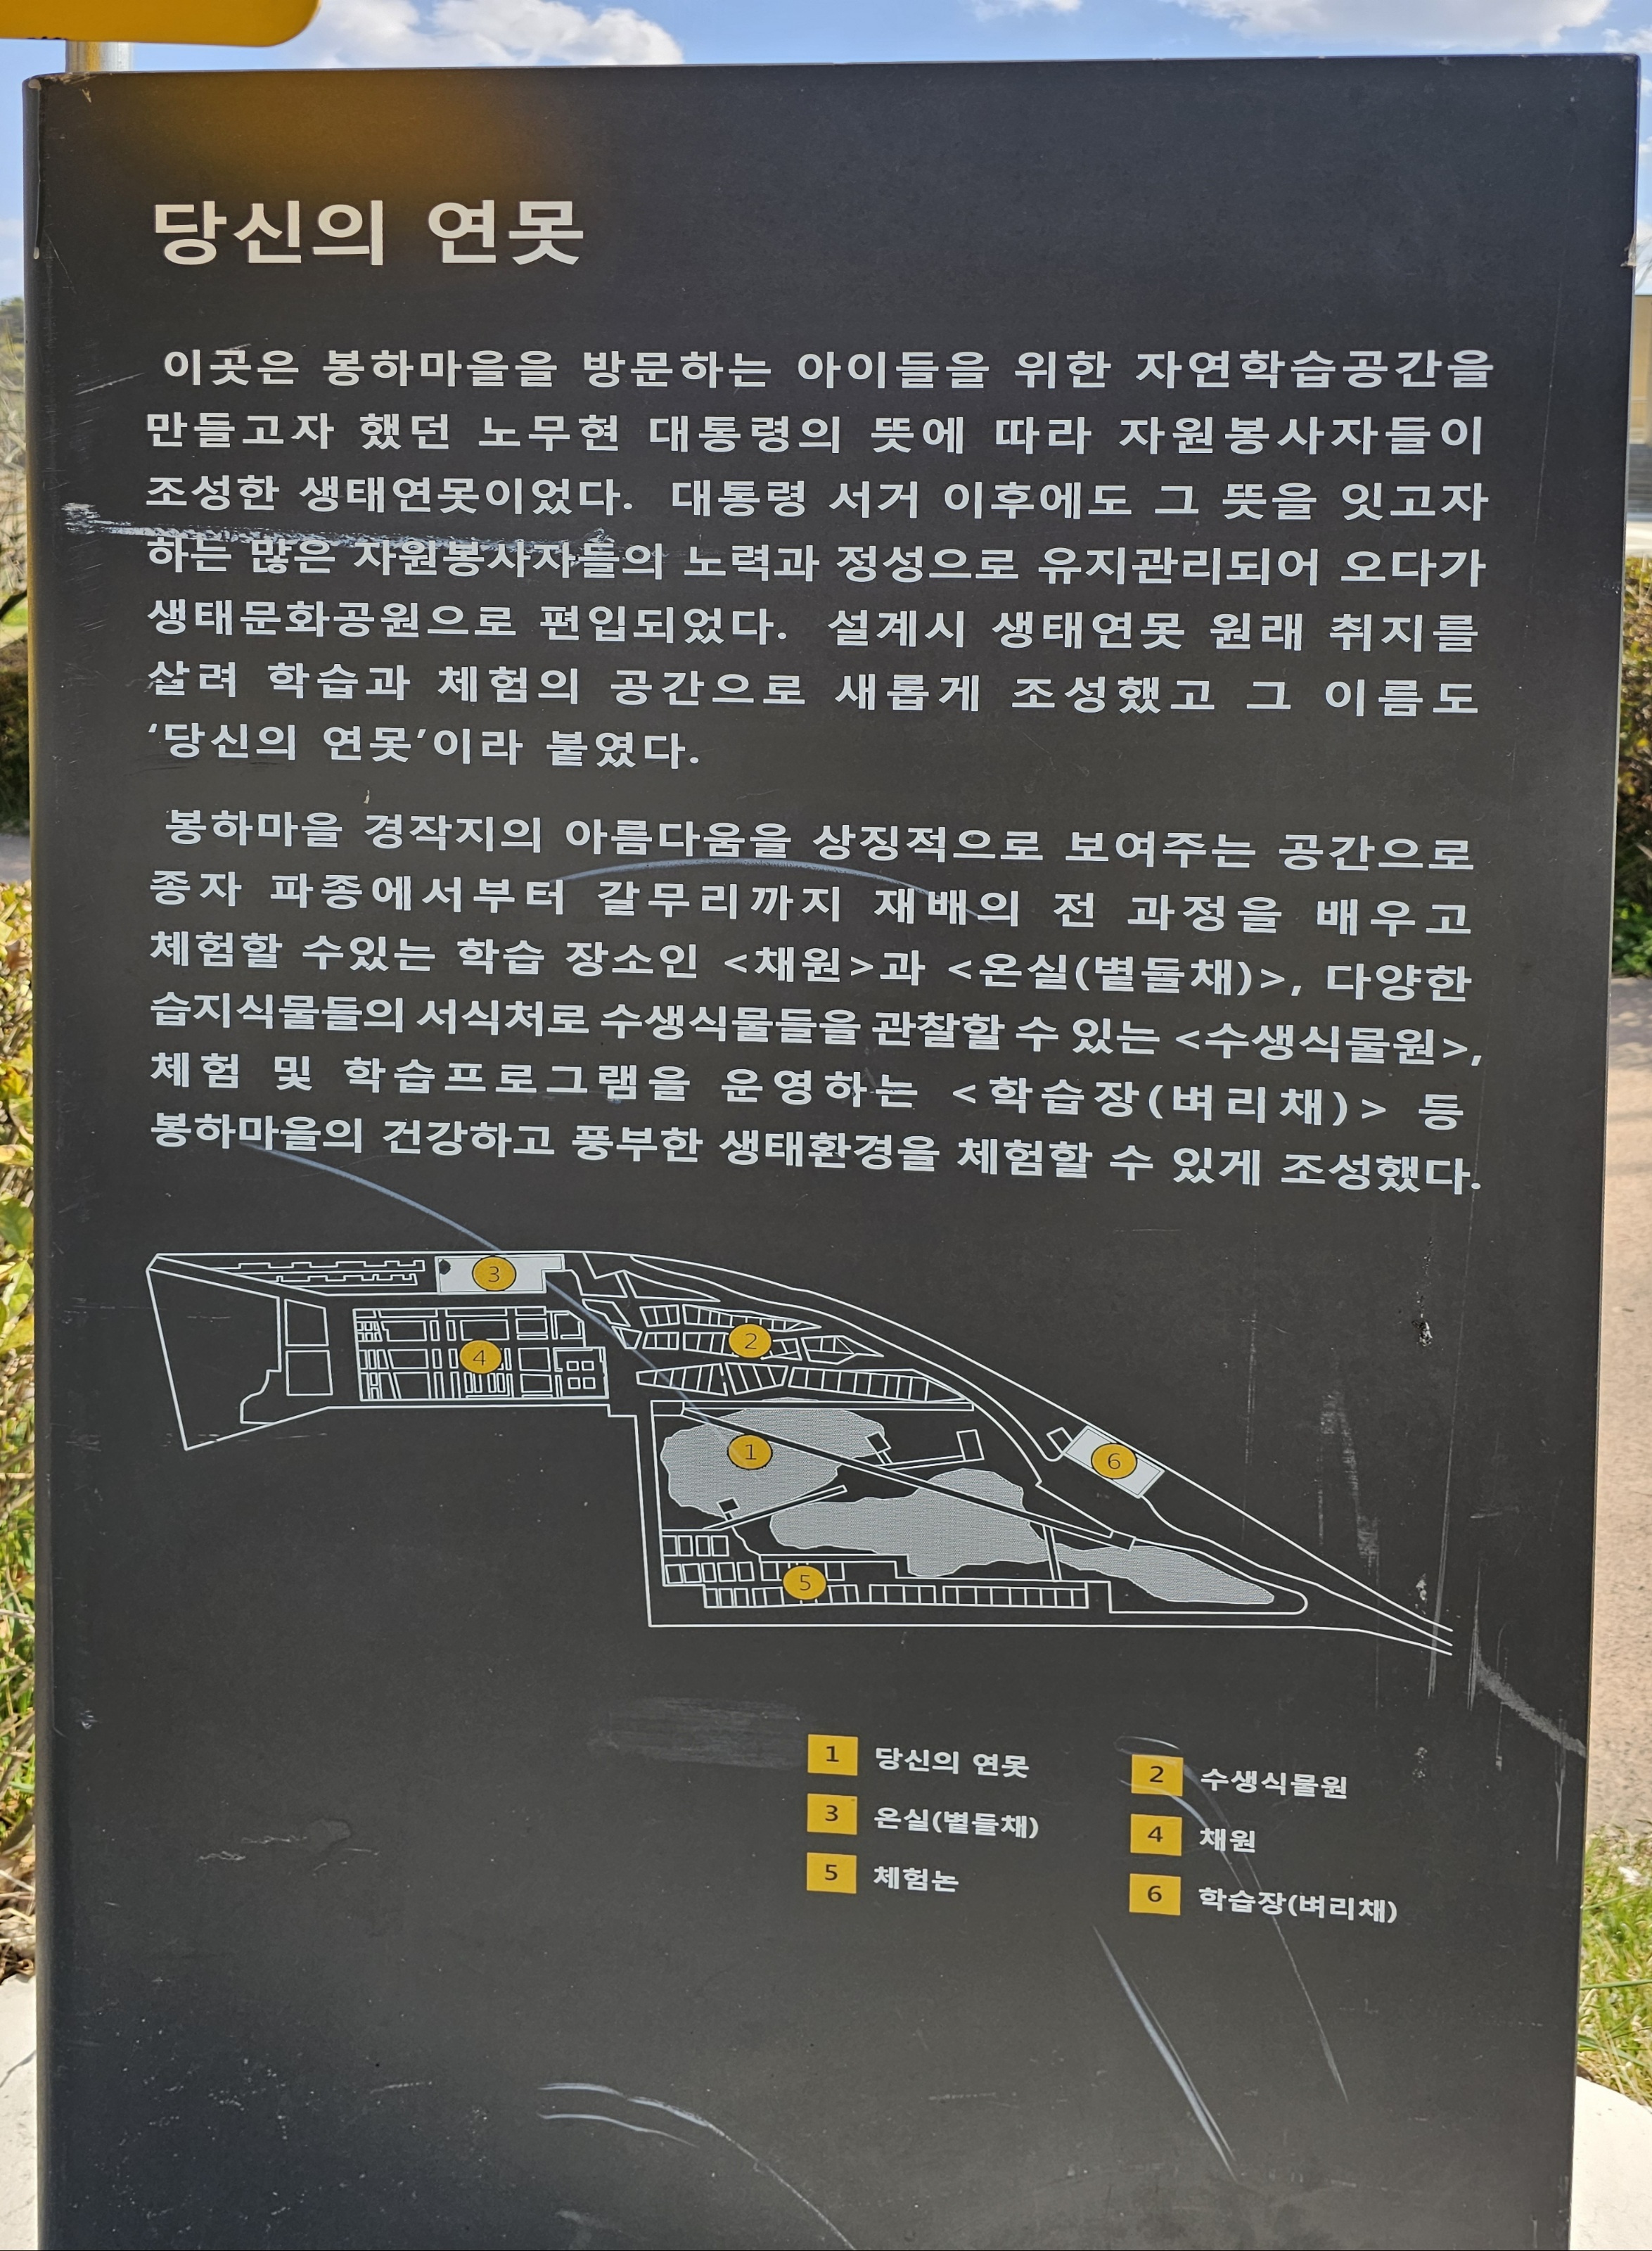 당신의 연못
이곳은 봉하마을을 방문하는 아이들을 위한 자연학습공간을
만들고자 했던 노무현 대통령의 뜻에 따라 자원봉사자들이
조성한 생태연못이었다. 대통령 서거 이후에도 그 뜻을 잇고자
하는 많은 자원봉사자들의 노력과 정성으로 유지관리되어 오다가
생태문화공원으로 편입되었다. 설계시 생태연못 원래 취지를
살려 학습과 체험의 공간으로 새롭게 조성했고 그 이름도
‘당신의 연못’이라 붙였다.
봉하마을 경작지의 아름다움을 상징적으로 보여주는 공간으로
종자 파종에서부터 갈무리까지 재배의 전 과정을 배우고
체험할 수있는 학습 장소인 <채원>과 <온실(볕들채)>, 다양한
습지식물들의 서식처로 수생식물들을 관찰할 수 있는 <수생식물원>,
체험 및 학습프로그램을 운영하는 <학습장(벼리채)> 등
봉하마을의 건강하고 풍부한 생태환경을 체험할 수 있게 조성했다.
3
2
4
1
6
5
1 당신의 연못 2 수생식물원
3 온실(볕들채) 4 채원
5 체험논 6 학습장(벼리채)